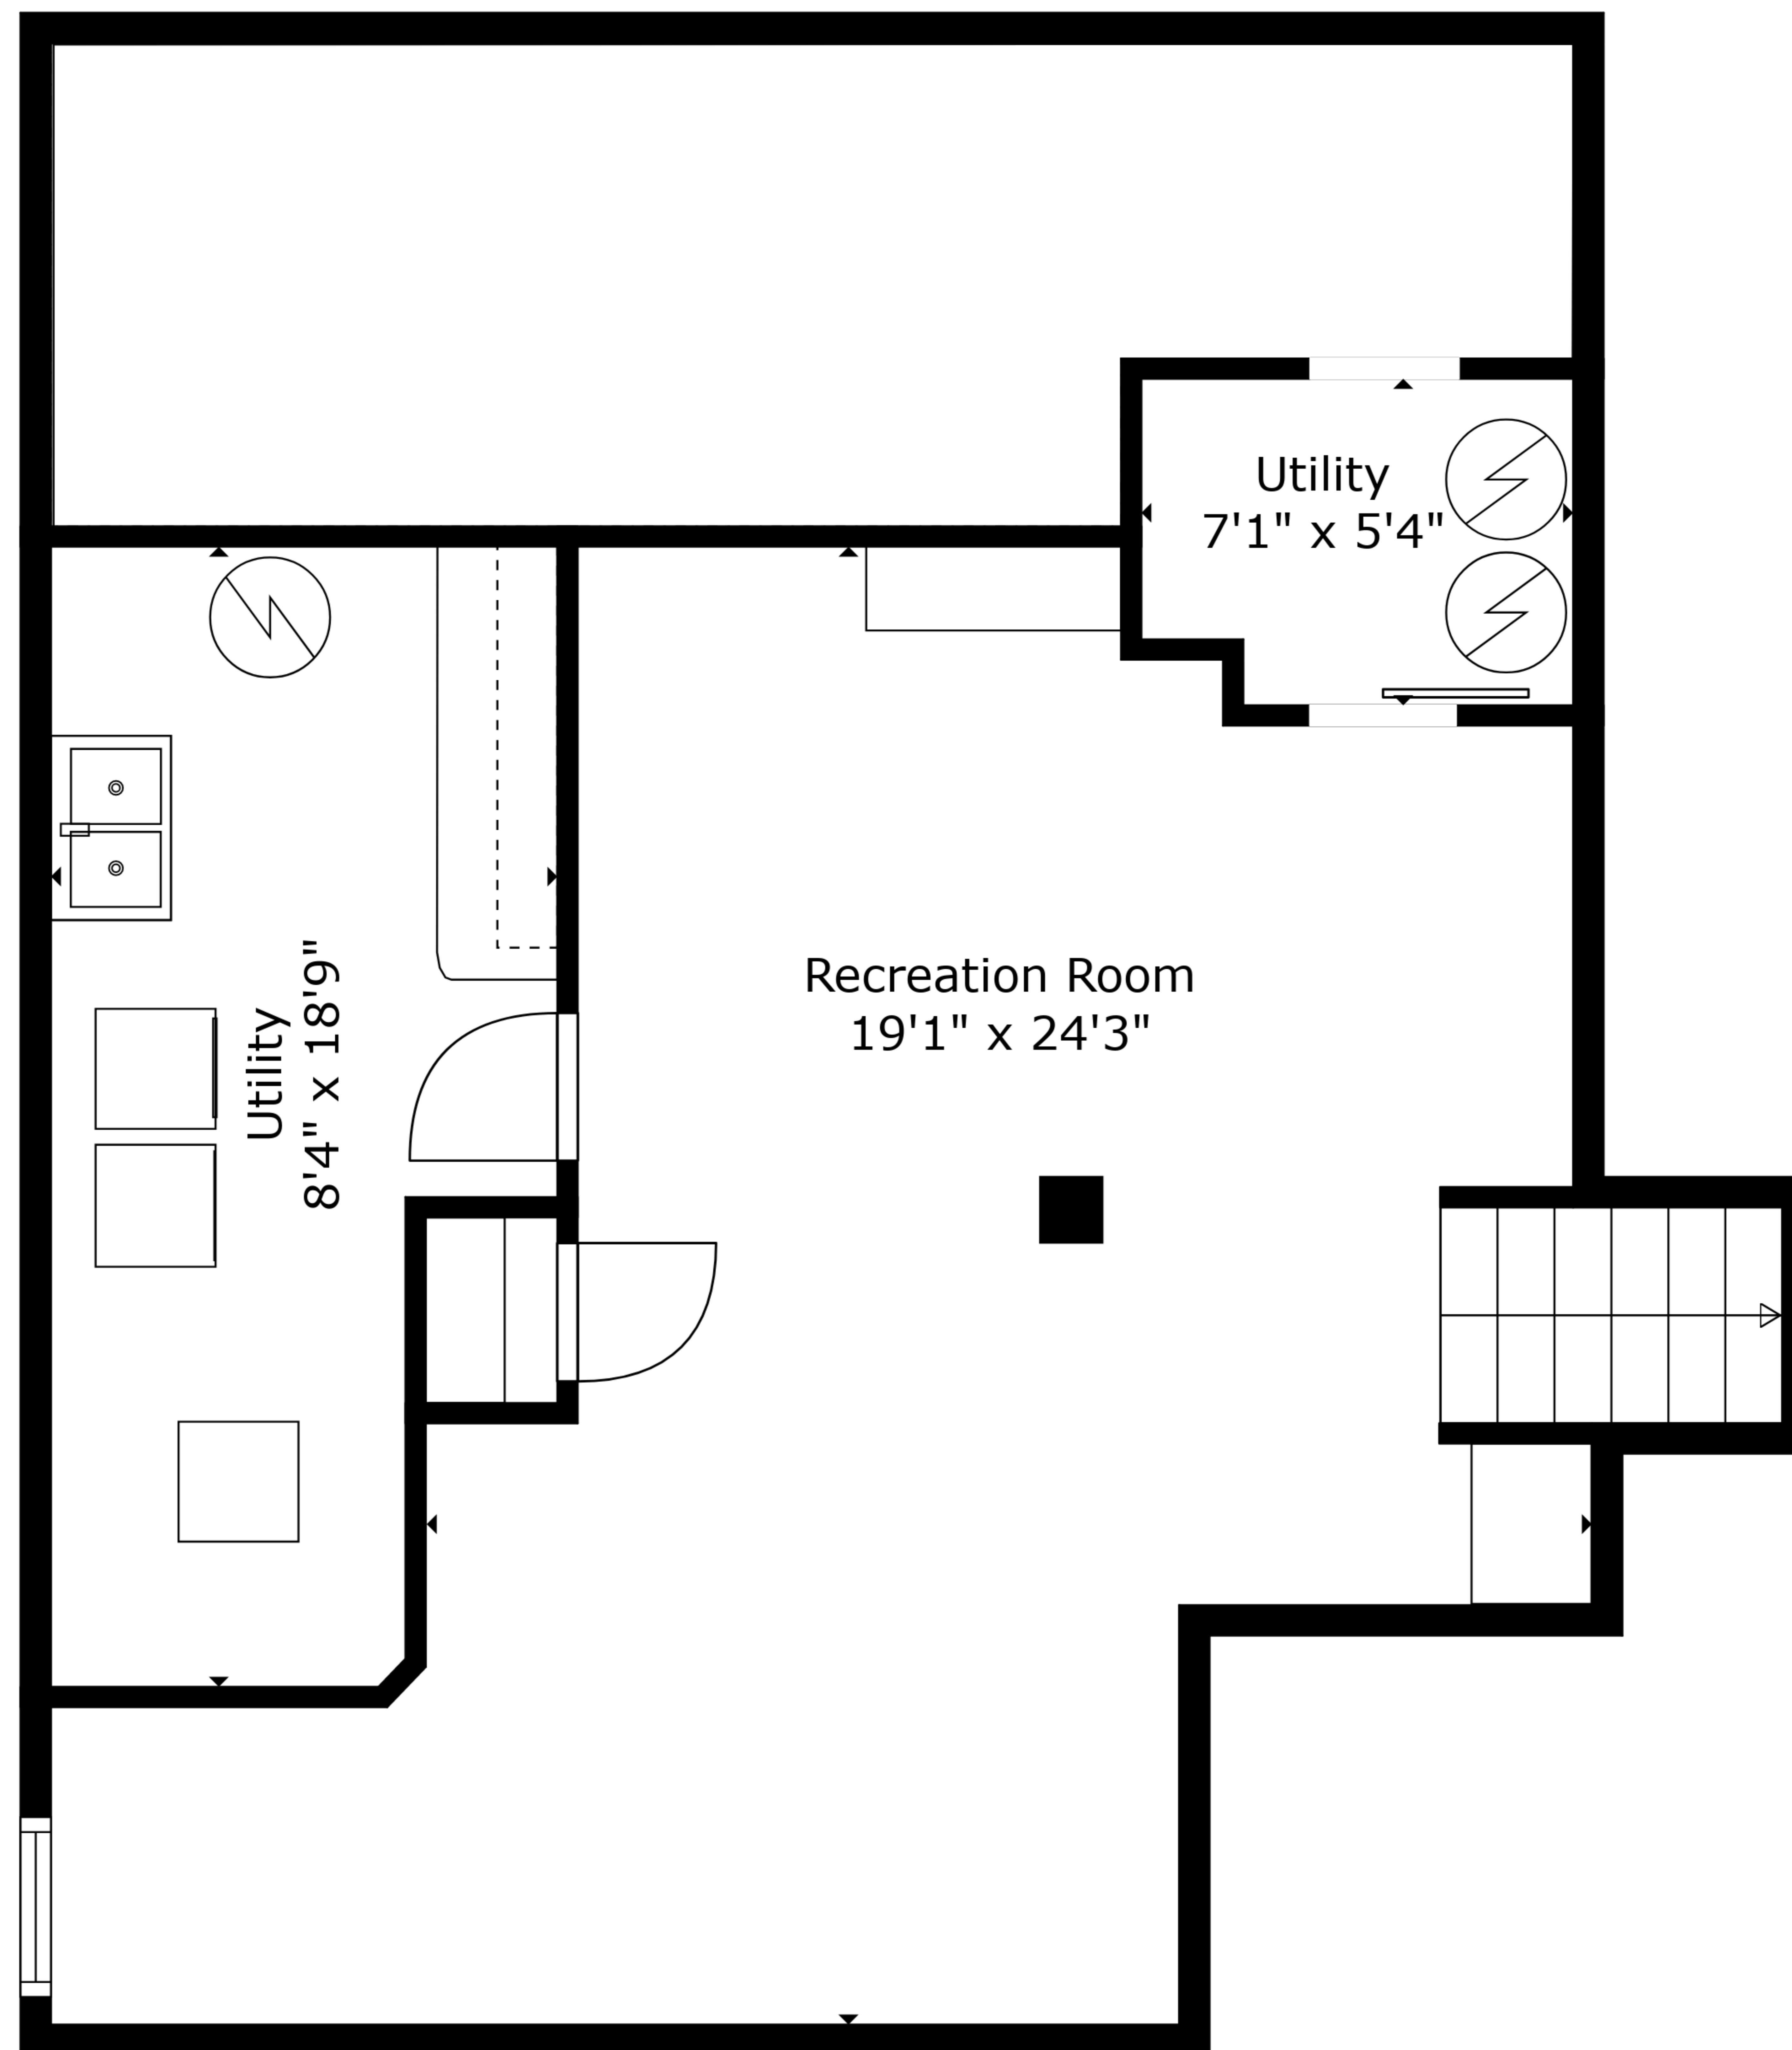 Utility
7'1" x 5'4"
Recreation Room
19'1" x 24'3"
Utility
8'4" x 18'9"